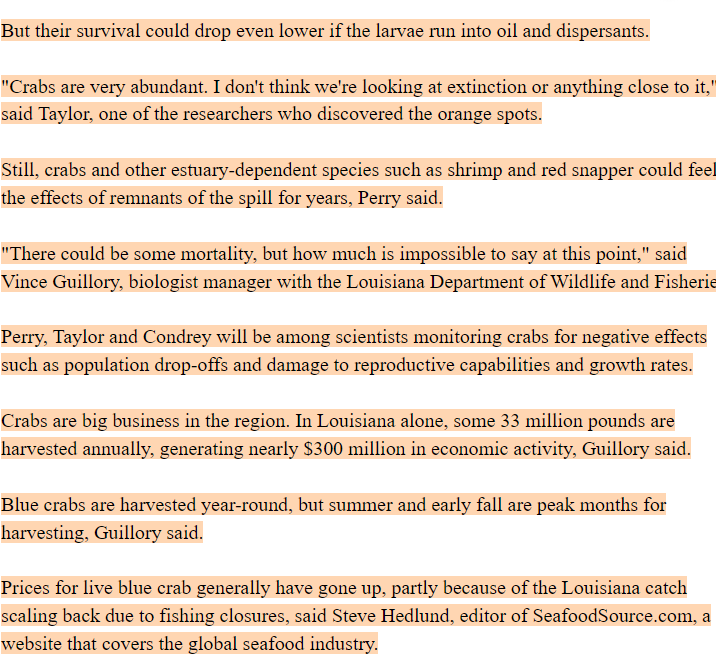 But their survival could drop even lower if the larvae run into oil and dispersants.
"Crabs are very abundant. I don't think we're looking at extinction or anything close to it,"
said Taylor, one of the researchers who discovered the orange spots.
Still, crabs and other estuary-dependent species such as shrimp and red snapper could feel
the effects of remnants of the spill for years, Perry said.
"There could be some mortality, but how much is impossible to say at this point," said
Vince Guillory, biologist manager with the Louisiana Department of Wildlife and Fisherie
Perry, Taylor and Condrey will be among scientists monitoring crabs for negative effects
such as population drop-offs and damage to reproductive capabilities and growth rates.
Crabs are big business in the region. In Louisiana alone, some 33 million pounds are
harvested annually, generating nearly $300 million in economic activity, Guillory said.
Blue crabs are harvested year-round, but summer and early fall are peak months for
harvesting, Guillory said.
Prices for live blue crab generally have gone up, partly because of the Louisiana catch
scaling back due to fishing closures, said Steve Hedlund, editor of SeafoodSource.com, a
website that covers the global seafood industry.